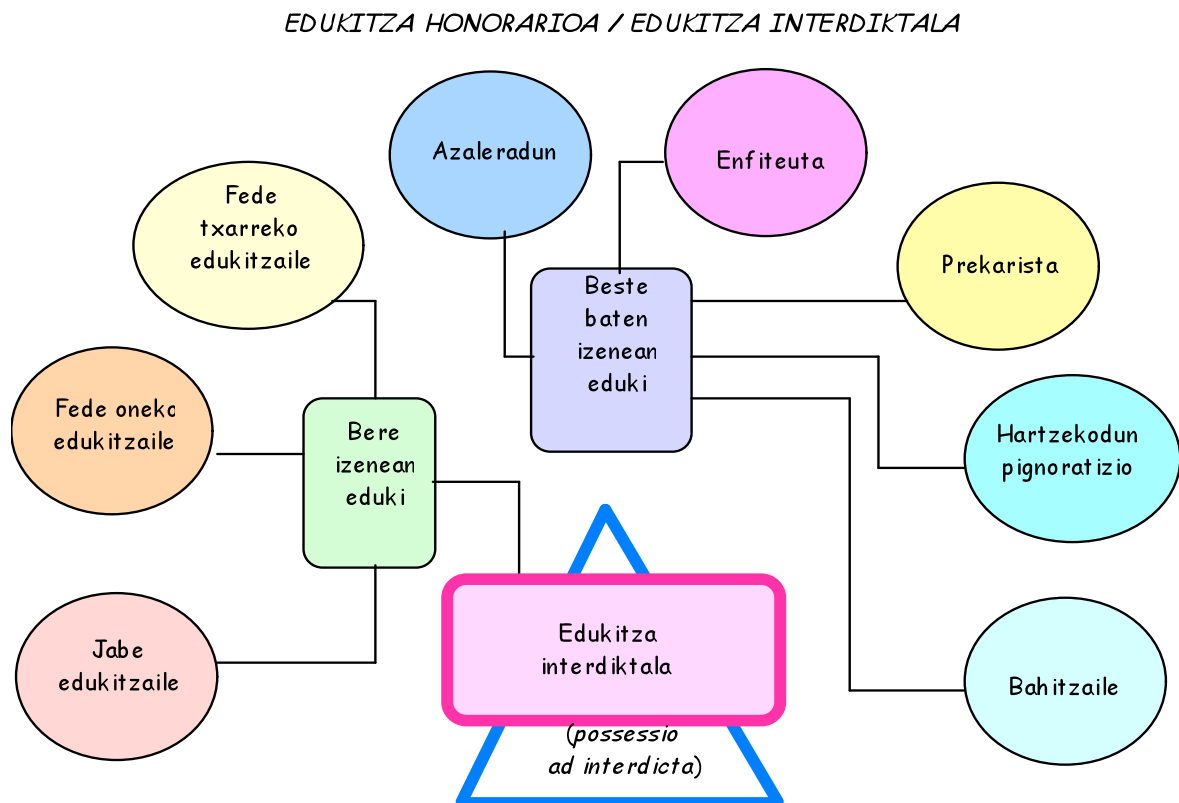 EDUKITZA HONORARIOA / EDUKITZA INTERDIKTALA
Azaleradun
Enfiteuta
Fede
txarreko
edukitzaile
Prekarista
Beste
baten
izenean
eduki
Fede oneko
edukitzaile
Bere
izenean
eduki
Hartzekodun
pignoratizio
Jabe
edukitzaile
Edukitza
interdiktala
Bahitzaile
(possessio
ad interdicta)